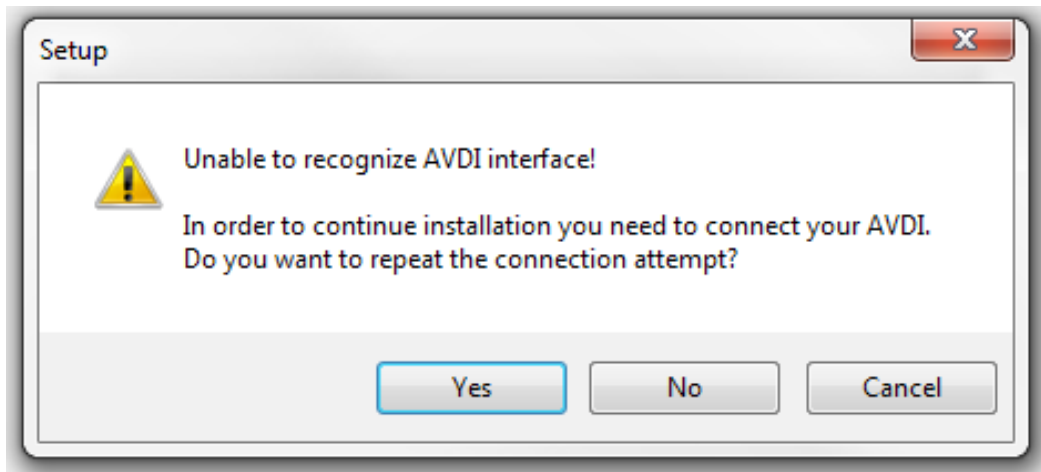 Setup
Unable to recognize AVDI interface!
In order to continue installation you need to connect your AVDI.
Do you want to repeat the connection attempt?
Yes No Cancel